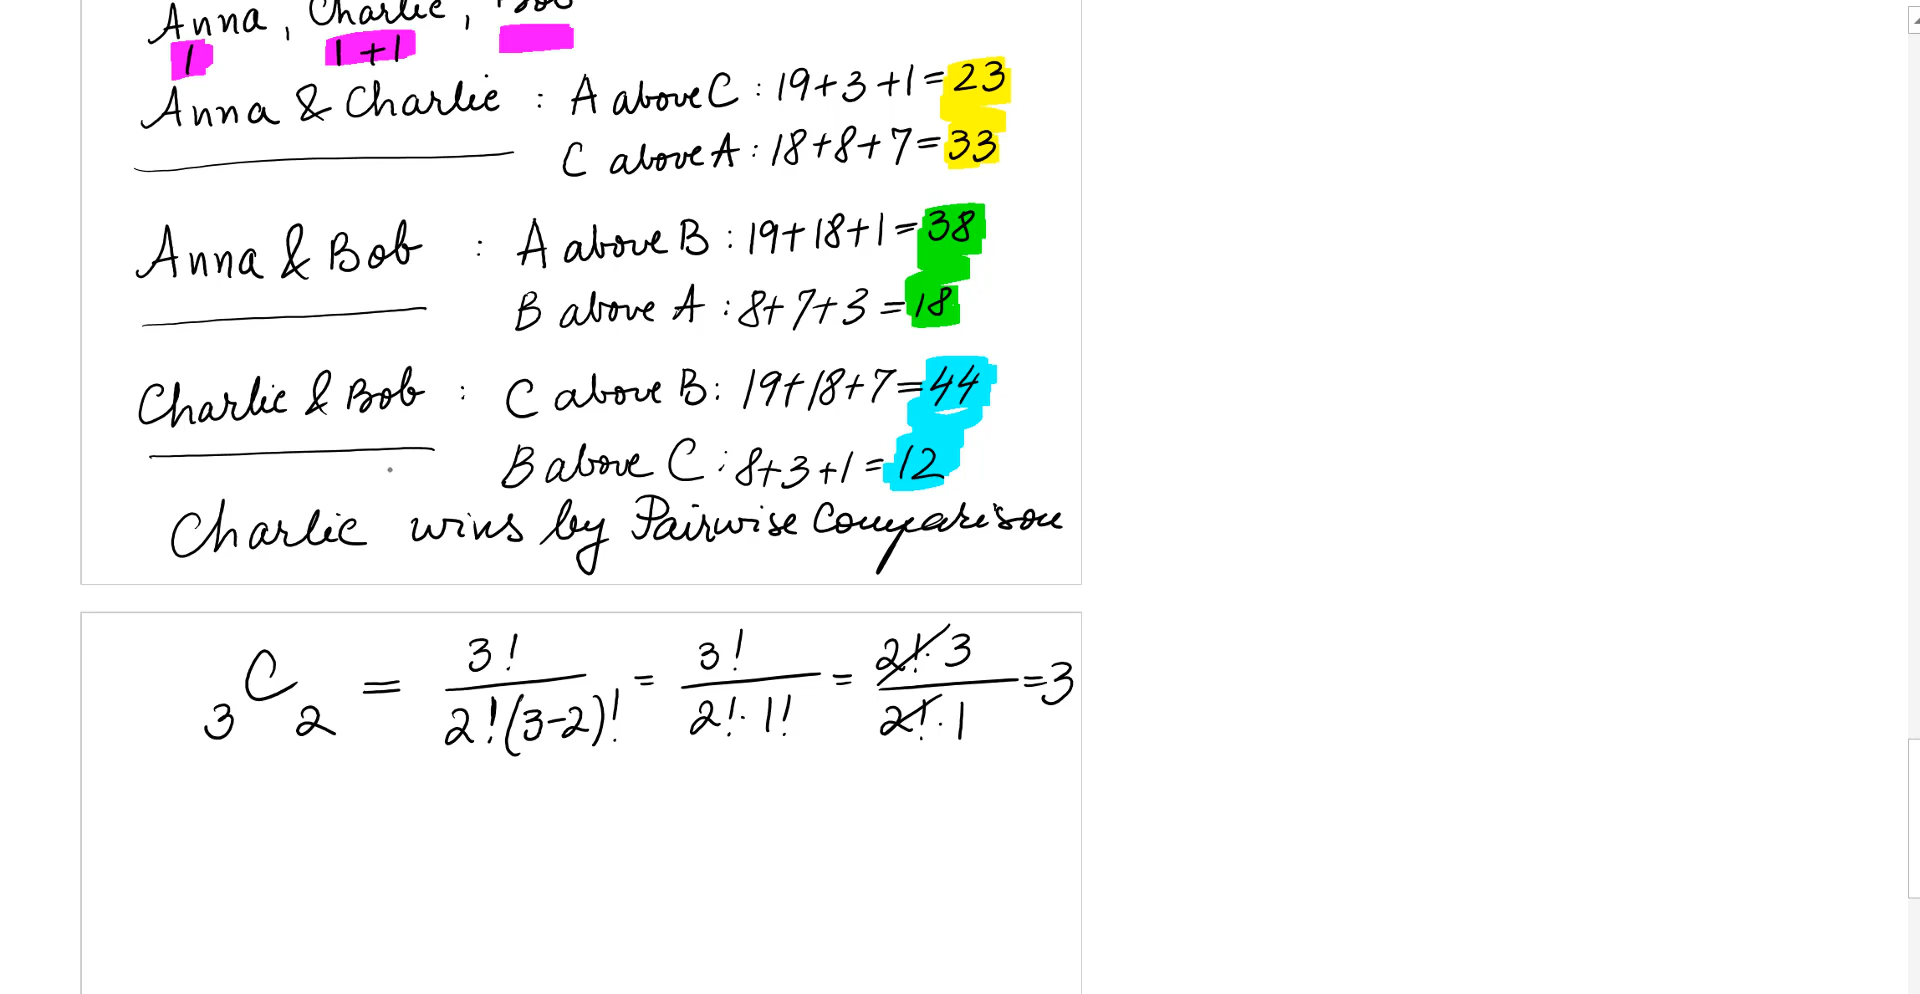 Anna, Charlie, Bob
1 1+1
Anna & Charlie : A above C : 19+3+1=23
C above A : 18+8+7=33
Anna & Bob : A above B : 19+18+1=38
B above A : 8+7+3=18
Charlie & Bob : C above B: 19+18+7=44
B above C : 8+3+1=12
Charlie wins by Pairwise Comparison
₃C₂ = 3!/2!(3-2)! = 3!/2!·1! = 2!·3/2!·1 =3